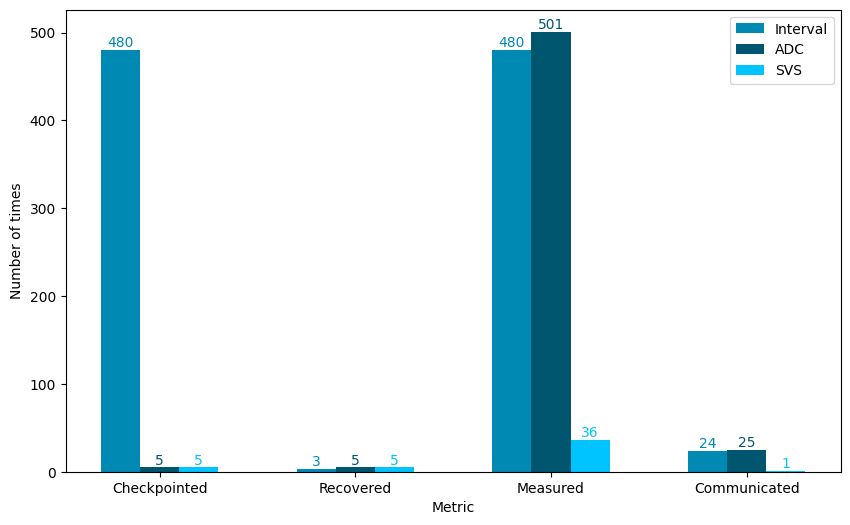 Interval
ADC
SVS
Number of times
500
400
300
200
100
0
480
5
5
3
5
5
480
501
36
24
25
1
Checkpointed
Recovered
Measured
Communicated
Metric